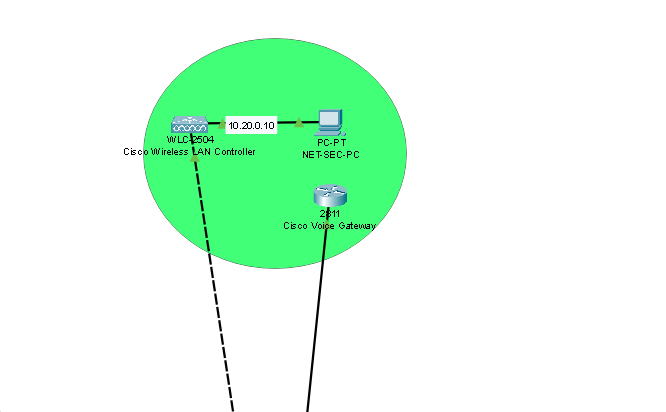 10.20.0.10
WLC-2504
Cisco Wireless LAN Controller
PC-PT
NET-SEC-PC
2811
Cisco Voice Gateway